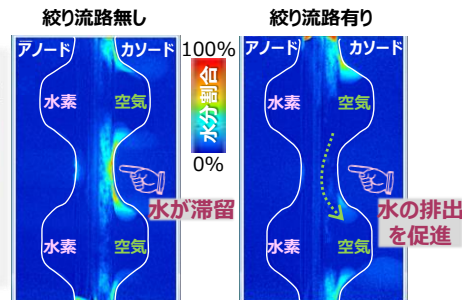 絞り流路無し
絞り流路有り
アノード
カソード
100%
アノード
カソード
水素
空気
水分割合
水素
空気
0%
水が滞留
水の排出
を促進
水素
空気
水素
空気